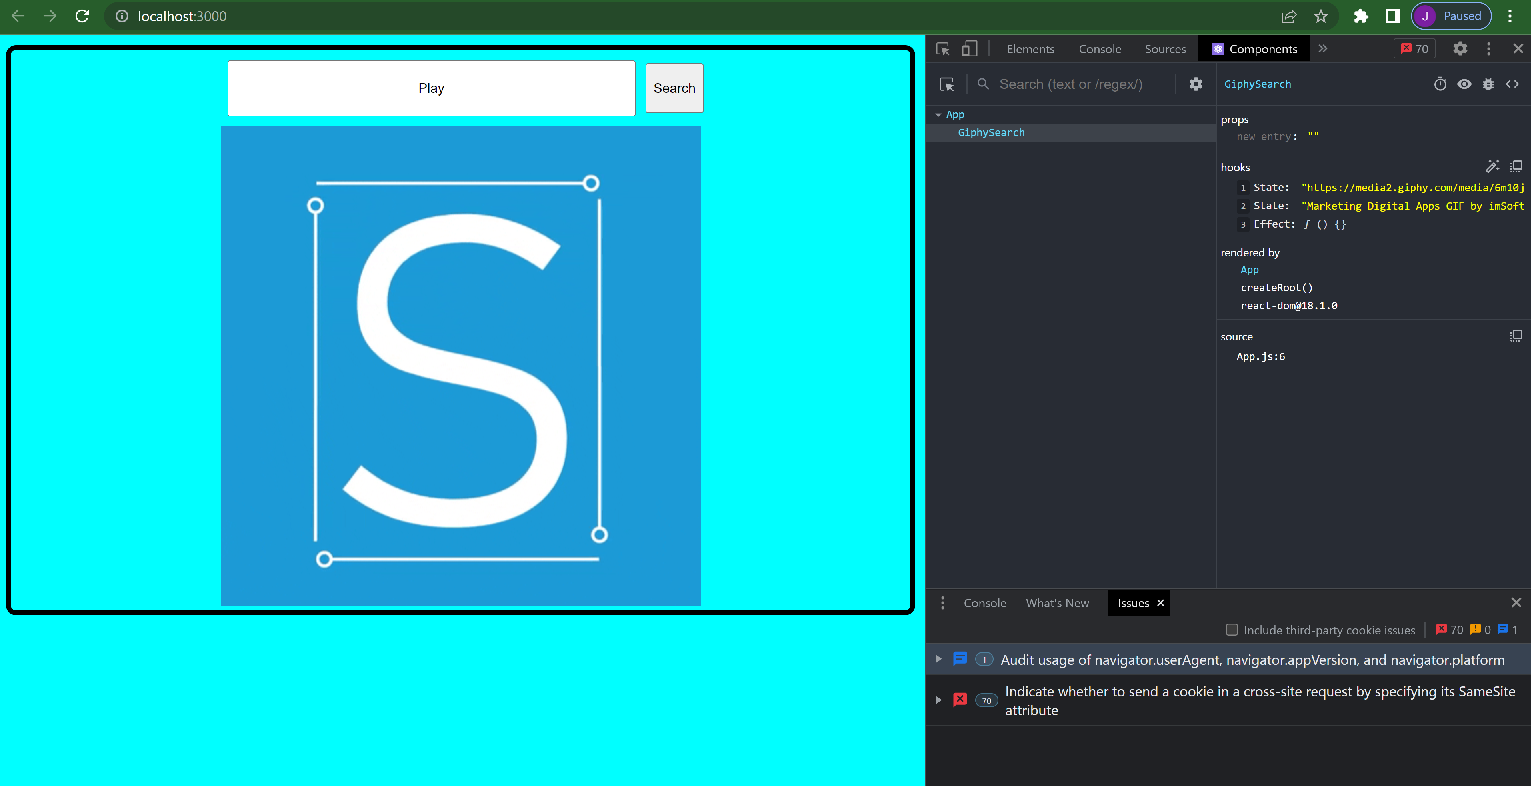 localhost:3000
J Paused
Play
Search
S
Elements Console Sources Components » 70
Search (text or /regex/)
GiphySearch
App
GiphySearch
props
new entry: ""
hooks
1 State: "https://media2.giphy.com/media/6m10j
2 State: "Marketing Digital Apps GIF by imSoft
3 Effect: ƒ () {}
rendered by
App
createRoot()
react-dom@18.1.0
source
App.js:6
Console What's New Issues
Include third-party cookie issues 70 0 1
1 Audit usage of navigator.userAgent, navigator.appVersion, and navigator.platform
70 Indicate whether to send a cookie in a cross-site request by specifying its SameSite
attribute